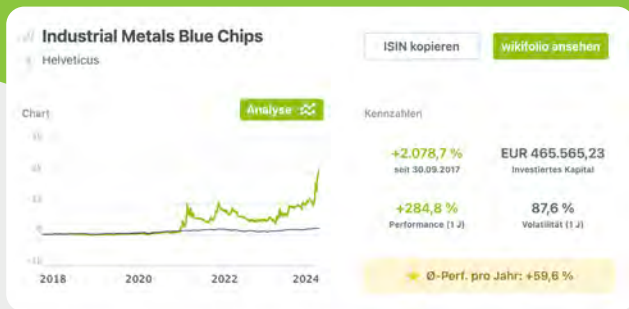 Industrial Metals Blue Chips
Helveticus
ISIN kopieren
wikifolio ansehen
Chart
Analyse
Kennzahlen
+2.078,7 %
seit 30.09.2017
EUR 465.565,23
Investiertes Kapital
+284,8 %
Performance (1 J)
87,6 %
Volatilität (1 J)
2018 2020 2022 2024
Ø-Perf. pro Jahr: +59,6 %